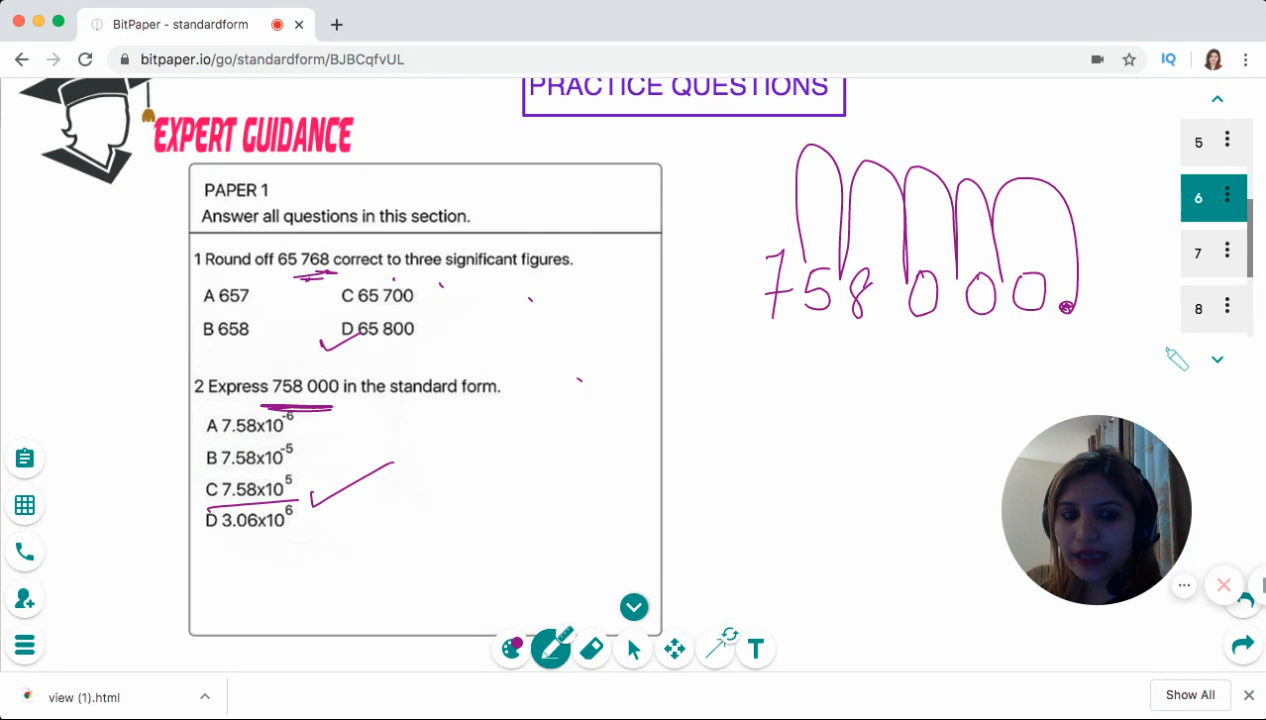 BitPaper - standardform
bitpaper.io/go/standardform/BJBCqfvUL
IQ
PRACTICE QUESTIONS
EXPERT GUIDANCE
PAPER 1
Answer all questions in this section.
1 Round off 65 768 correct to three significant figures.
A 657
C 65 700
B 658
D 65 800
2 Express 758 000 in the standard form.
A 7.58x10⁻⁶
B 7.58x10⁻⁵
C 7.58x10⁵
D 3.06x10⁶
758000.
5
6
7
8
T
view (1).html
Show All